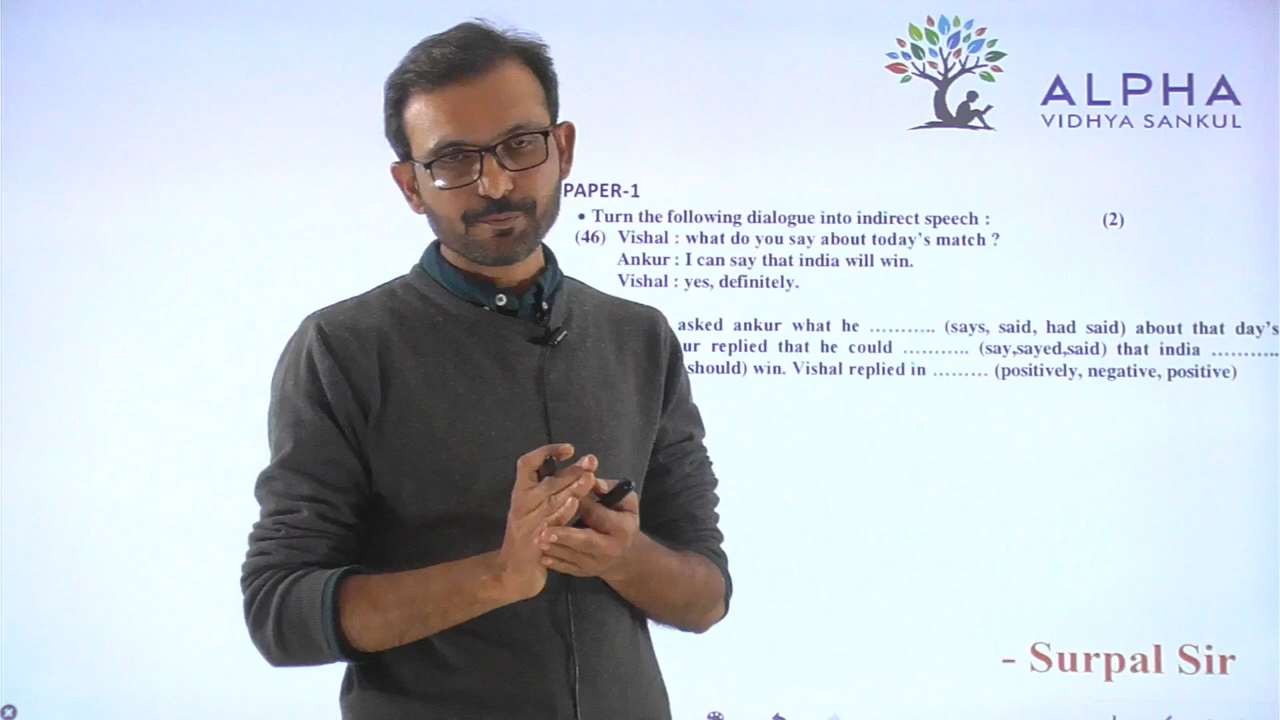 ALPHA
VIDHYA SANKUL
PAPER-1
• Turn the following dialogue into indirect speech : (2)
(46) Vishal : what do you say about today's match ?
Ankur : I can say that india will win.
Vishal : yes, definitely.
asked ankur what he ……….. (says, said, had said) about that day's
ur replied that he could ……….. (say,sayed,said) that india ………..
should) win. Vishal replied in ……… (positively, negative, positive)
- Surpal Sir